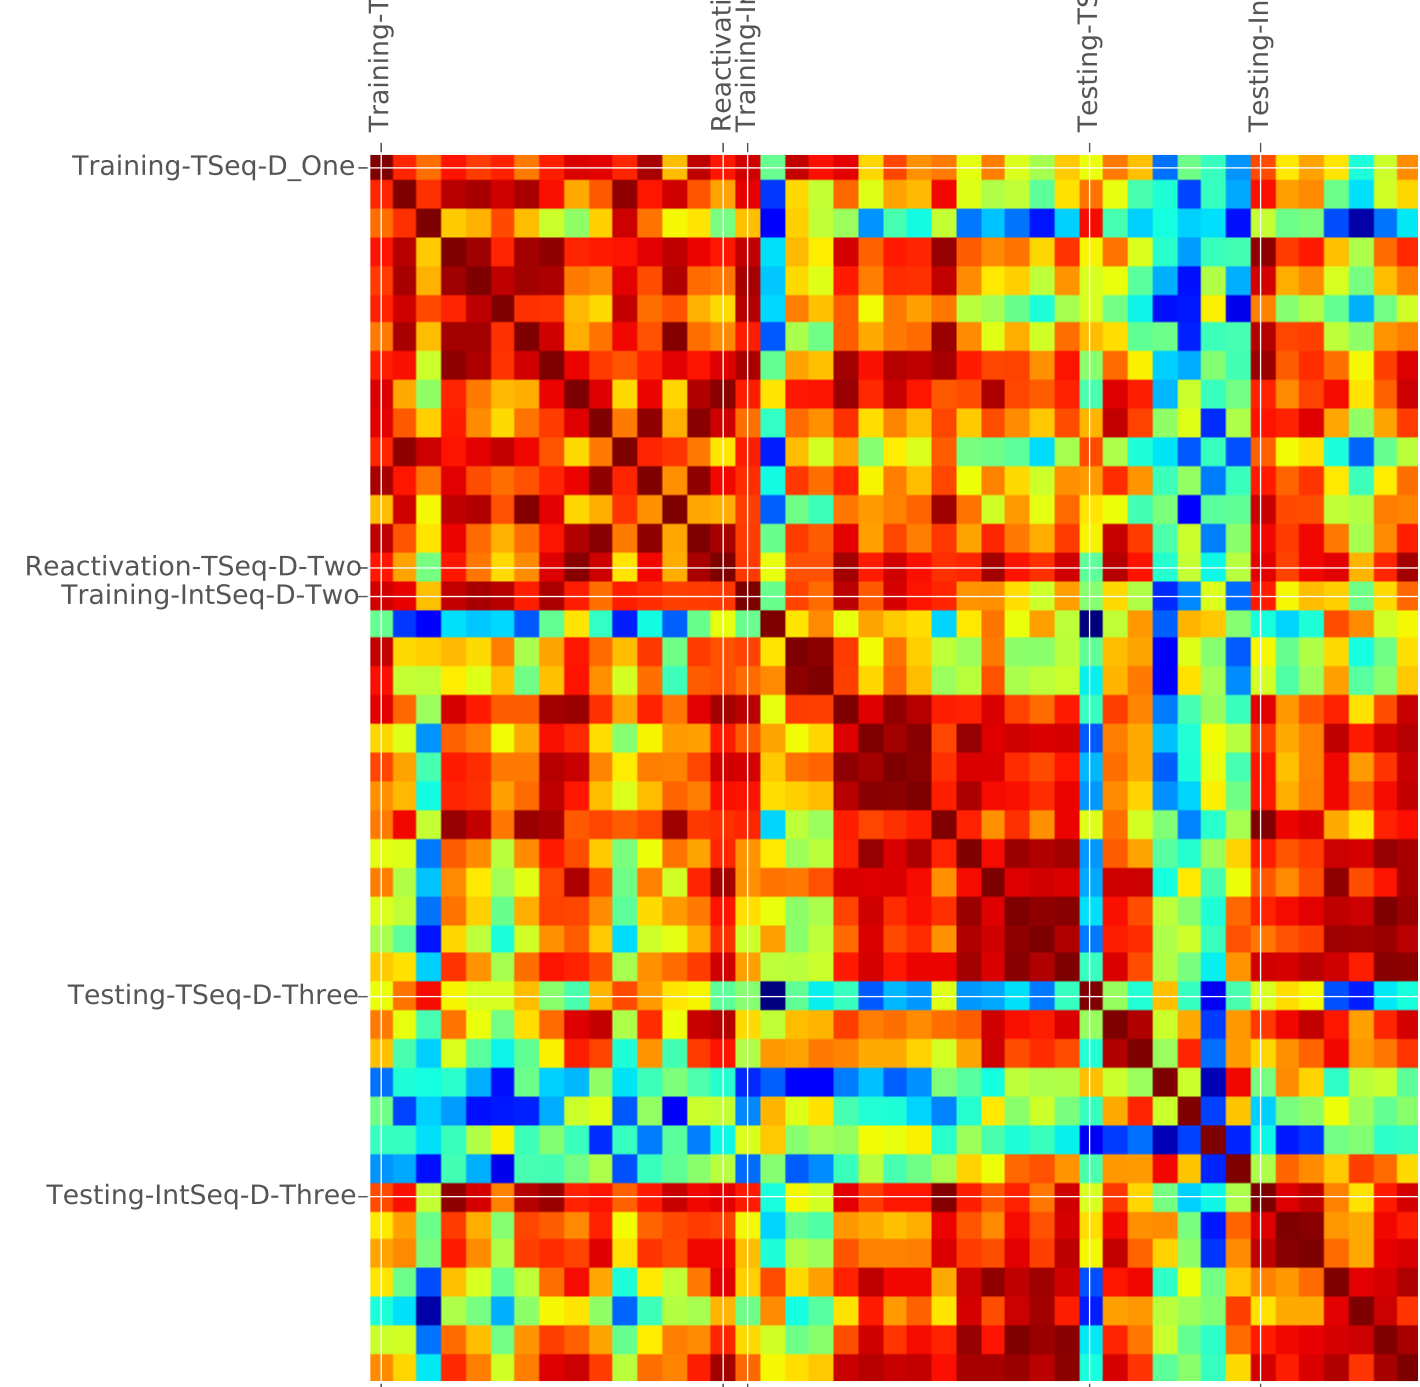 Training-T
Reactivati
Training-In
Testing-TS
Testing-In
Training-TSeq-D_One
Reactivation-TSeq-D-Two
Training-IntSeq-D-Two
Testing-TSeq-D-Three
Testing-IntSeq-D-Three